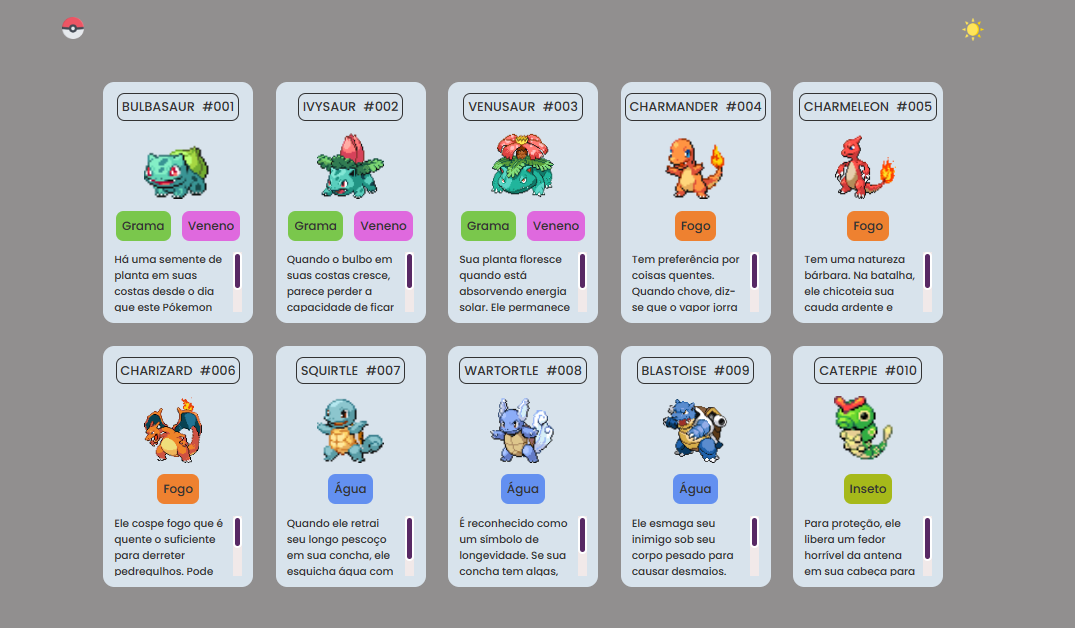 BULBASAUR #001
IVYSAUR #002
VENUSAUR #003
CHARMANDER #004
CHARMELEON #005
Grama Veneno
Grama Veneno
Grama Veneno
Fogo
Fogo
Há uma semente de
planta em suas
costas desde o dia
que este Pókemon
Quando o bulbo em
suas costas cresce,
parece perder a
capacidade de ficar
Sua planta floresce
quando está
absorvendo energia
solar. Ele permanece
Tem preferência por
coisas quentes.
Quando chove, diz-
se que o vapor jorra
Tem uma natureza
bárbara. Na batalha,
ele chicoteia sua
cauda ardente e
CHARIZARD #006
SQUIRTLE #007
WARTORTLE #008
BLASTOISE #009
CATERPIE #010
Fogo
Água
Água
Água
Inseto
Ele cospe fogo que é
quente o suficiente
para derreter
pedregulhos. Pode
Quando ele retrai
seu longo pescoço
em sua concha, ele
esguicha água com
É reconhecido como
um símbolo de
longevidade. Se sua
concha tem algas,
Ele esmaga seu
inimigo sob seu
corpo pesado para
causar desmaios.
Para proteção, ele
libera um fedor
horrível da antena
em sua cabeça para